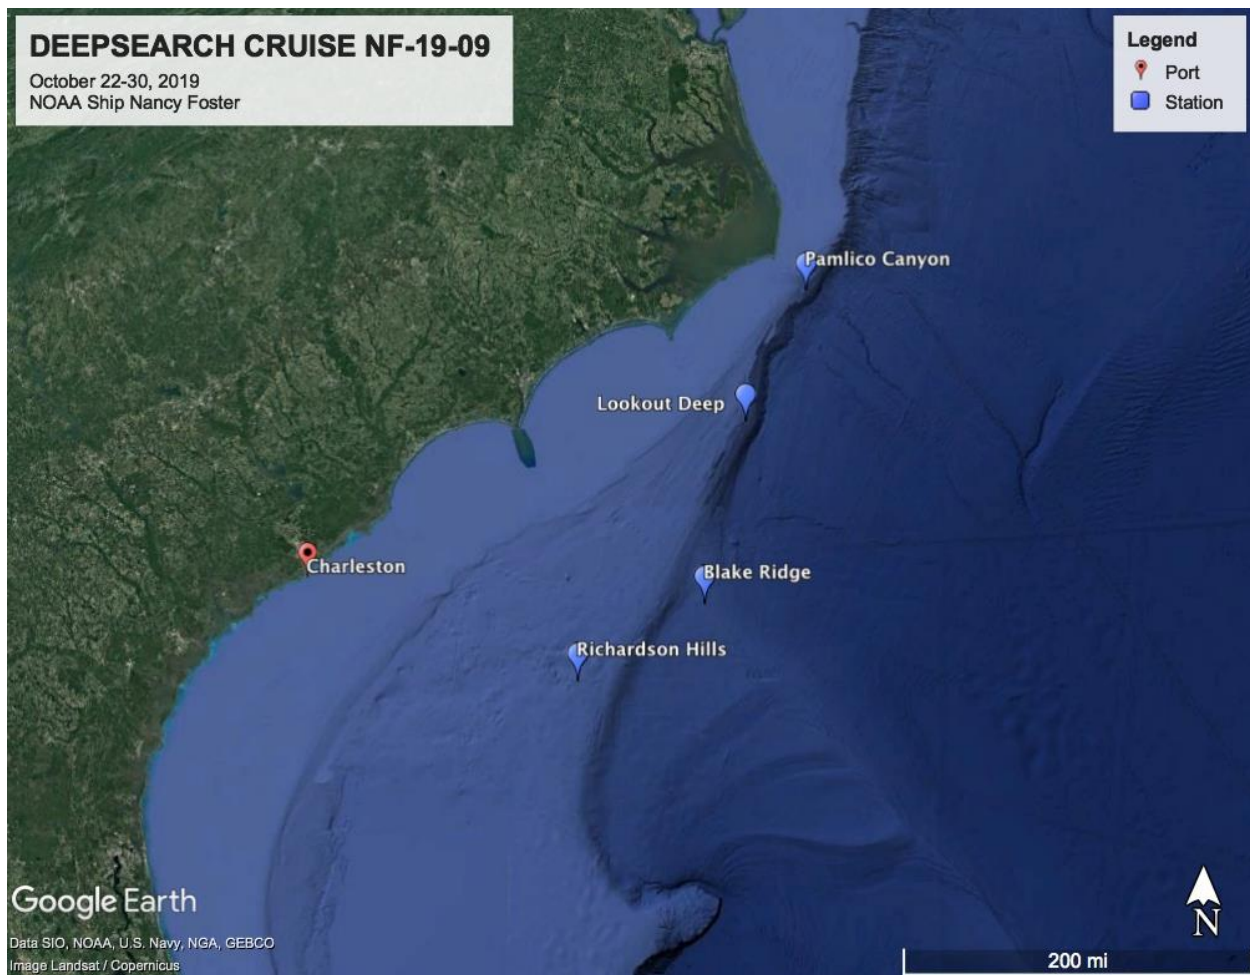 DEEPSEARCH CRUISE NF-19-09
October 22-30, 2019
NOAA Ship Nancy Foster
Legend
Port
Station
Pamlico Canyon
Lookout Deep
Charleston
Blake Ridge
Richardson Hills
Google Earth
Data SIO, NOAA, U.S. Navy, NGA, GEBCO
Image Landsat / Copernicus
N
200 mi